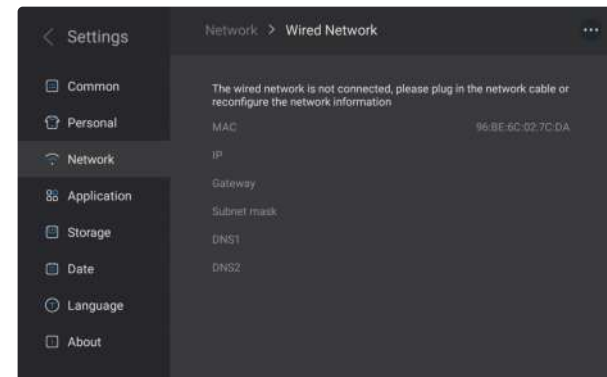 Settings
Network > Wired Network
Common
Personal
Network
Application
Storage
Date
Language
About
The wired network is not connected, please plug in the network cable or
reconfigure the network information
MAC 96:BE:6C:02:7C:DA
IP
Gateway
Subnet mask
DNS1
DNS2